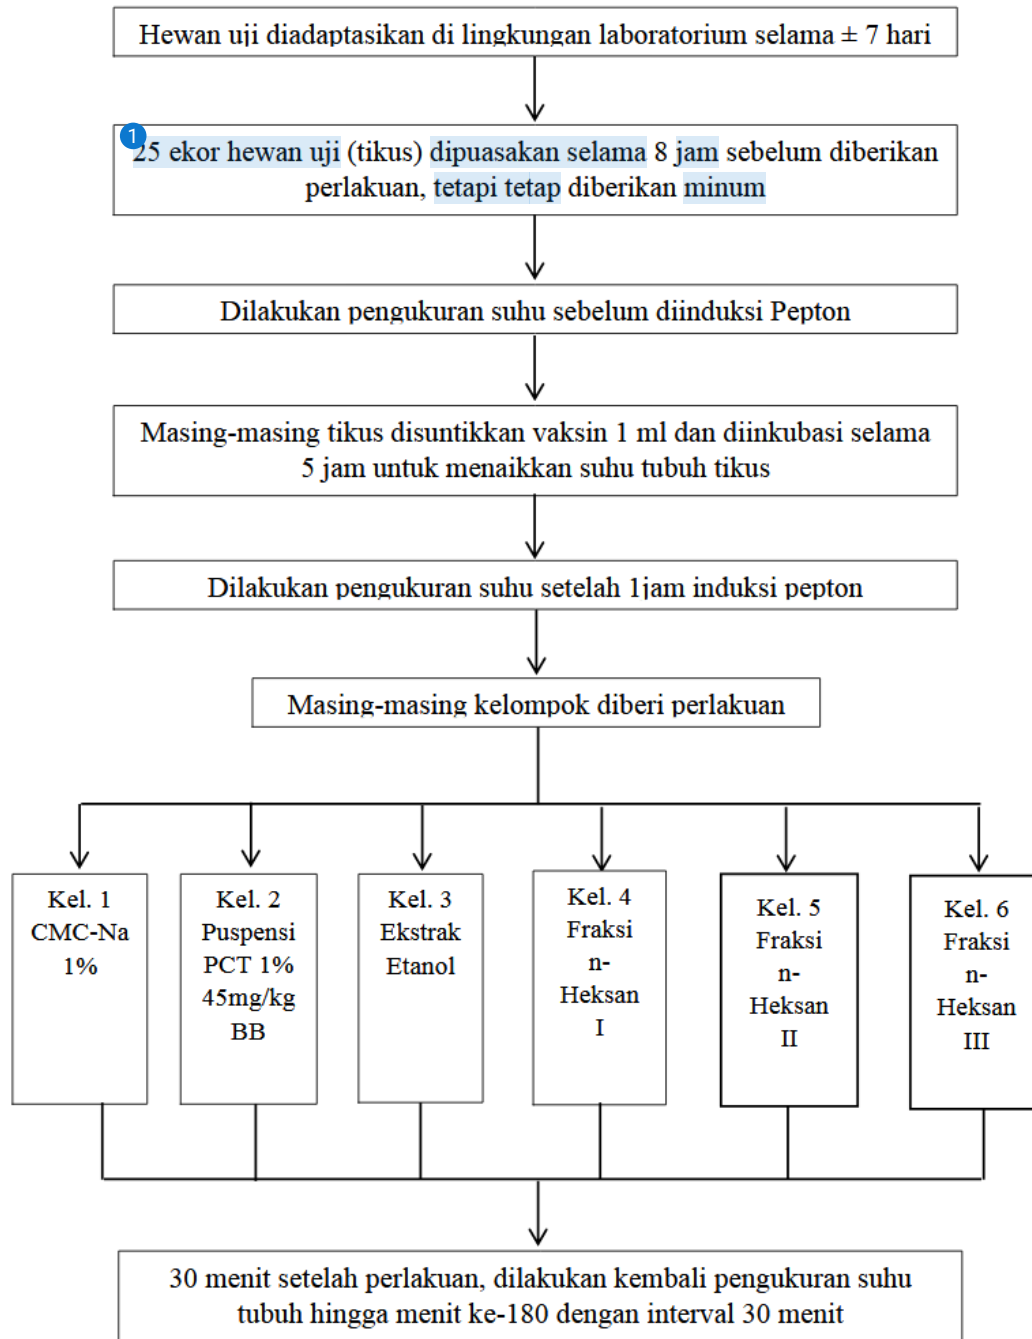 Hewan uji diadaptasikan di lingkungan laboratorium selama ± 7 hari
1
25 ekor hewan uji (tikus) dipuasakan selama 8 jam sebelum diberikan
perlakuan, tetapi tetap diberikan minum
Dilakukan pengukuran suhu sebelum diinduksi Pepton
Masing-masing tikus disuntikkan vaksin 1 ml dan diinkubasi selama
5 jam untuk menaikkan suhu tubuh tikus
Dilakukan pengukuran suhu setelah 1jam induksi pepton
Masing-masing kelompok diberi perlakuan
Kel. 1
CMC-Na
1%
Kel. 2
Puspensi
PCT 1%
45mg/kg
BB
Kel. 3
Ekstrak
Etanol
Kel. 4
Fraksi
n-
Heksan
I
Kel. 5
Fraksi
n-
Heksan
II
Kel. 6
Fraksi
n-
Heksan
III
30 menit setelah perlakuan, dilakukan kembali pengukuran suhu
tubuh hingga menit ke-180 dengan interval 30 menit